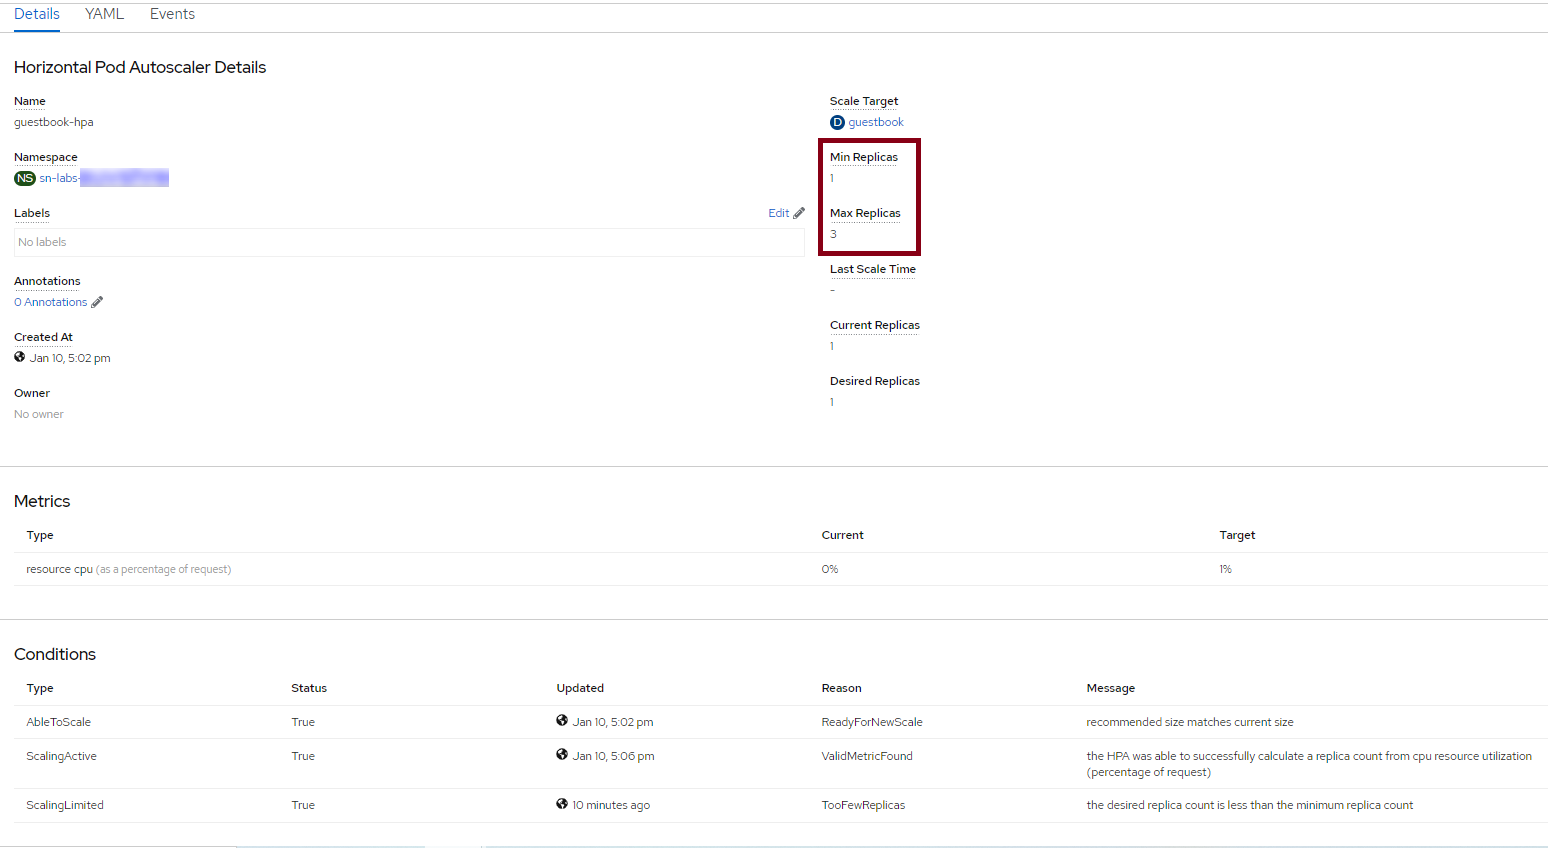 Details YAML Events
Horizontal Pod Autoscaler Details
Name
guestbook-hpa
Namespace
NS sn-labs-
Labels
Edit
No labels
Annotations
0 Annotations
Created At
Jan 10, 5:02 pm
Owner
No owner
Scale Target
D guestbook
Min Replicas
1
Max Replicas
3
Last Scale Time
-
Current Replicas
1
Desired Replicas
1
Metrics
Type Current Target
resource cpu (as a percentage of request) 0% 1%
Conditions
Type Status Updated Reason Message
AbleToScale True Jan 10, 5:02 pm ReadyForNewScale recommended size matches current size
ScalingActive True Jan 10, 5:06 pm ValidMetricFound the HPA was able to successfully calculate a replica count from cpu resource utilization
(percentage of request)
ScalingLimited True 10 minutes ago TooFewReplicas the desired replica count is less than the minimum replica count